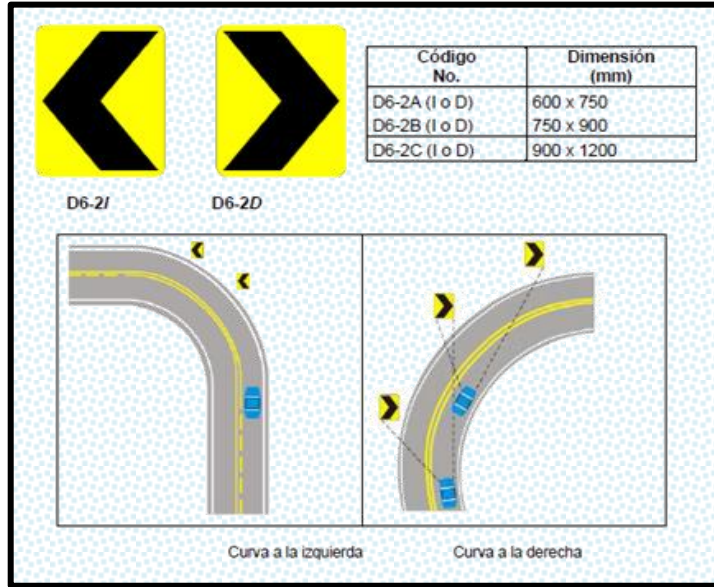 Código No.
Dimensión (mm)
D6-2A (I o D) 600 x 750
D6-2B (I o D) 750 x 900
D6-2C (I o D) 900 x 1200
D6-2I
D6-2D
Curva a la izquierda
Curva a la derecha